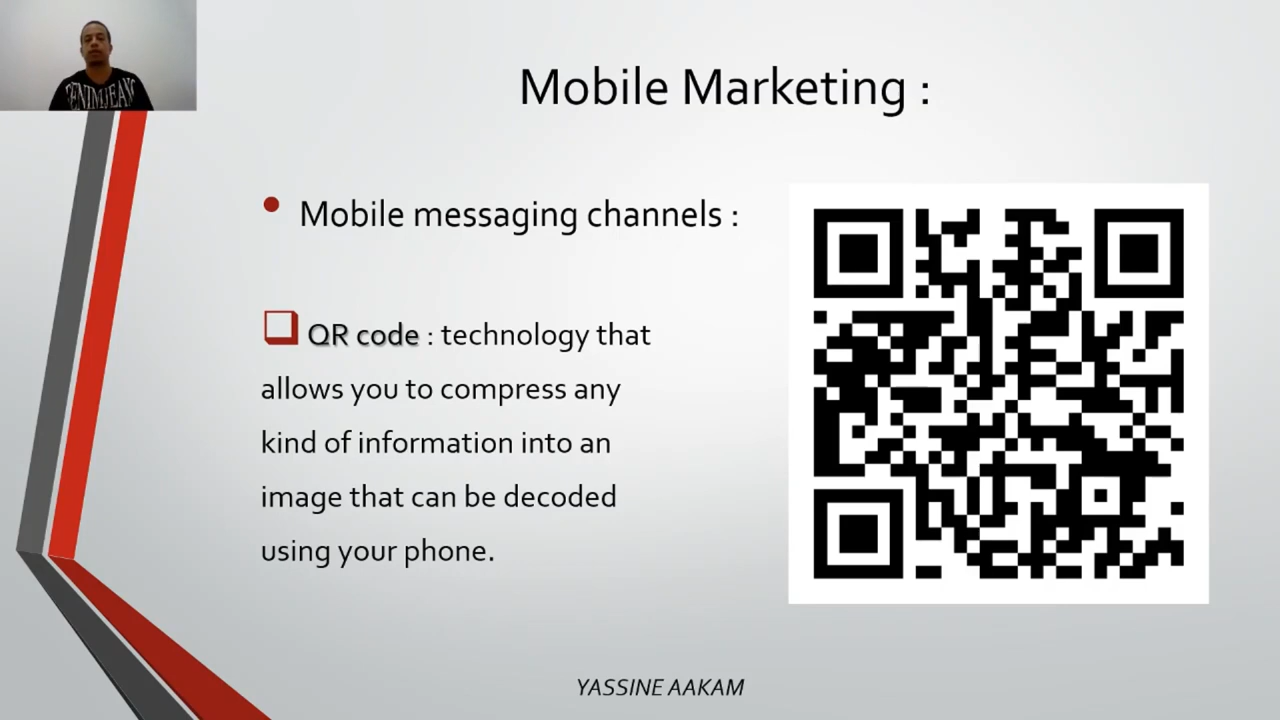 Mobile Marketing :
Mobile messaging channels :
QR code : technology that
allows you to compress any
kind of information into an
image that can be decoded
using your phone.
YASSINE AAKAM